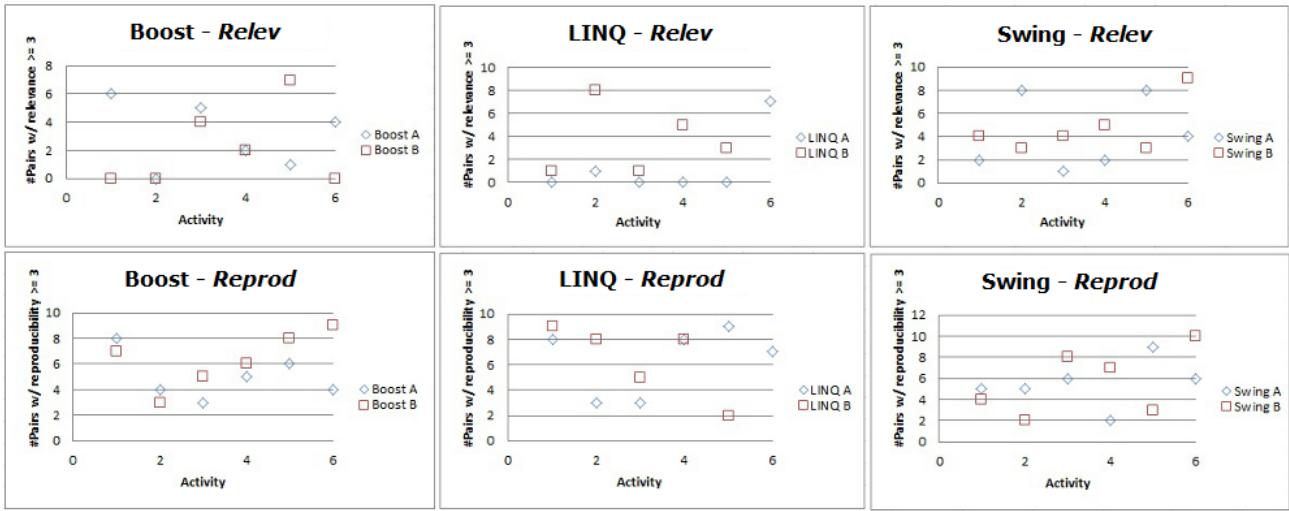 Boost - Relev
#Pairs w/ relevance >= 3
8
6
4
2
0
0
2
4
6
Activity
Boost A
Boost B
LINQ - Relev
#Pairs w/ relevance >= 3
10
8
6
4
2
0
0
2
4
6
Activity
LINQ A
LINQ B
Swing - Relev
#Pairs w/ relevance >= 3
10
8
6
4
2
0
0
2
4
6
Activity
Swing A
Swing B
Boost - Reprod
#Pairs w/ reproducibility >= 3
10
8
6
4
2
0
0
2
4
6
Activity
Boost A
Boost B
LINQ - Reprod
#Pairs w/ reproducibility >= 3
10
8
6
4
2
0
0
2
4
6
Activity
LINQ A
LINQ B
Swing - Reprod
#Pairs w/ reproducibility >= 3
12
10
8
6
4
2
0
0
2
4
6
Activity
Swing A
Swing B